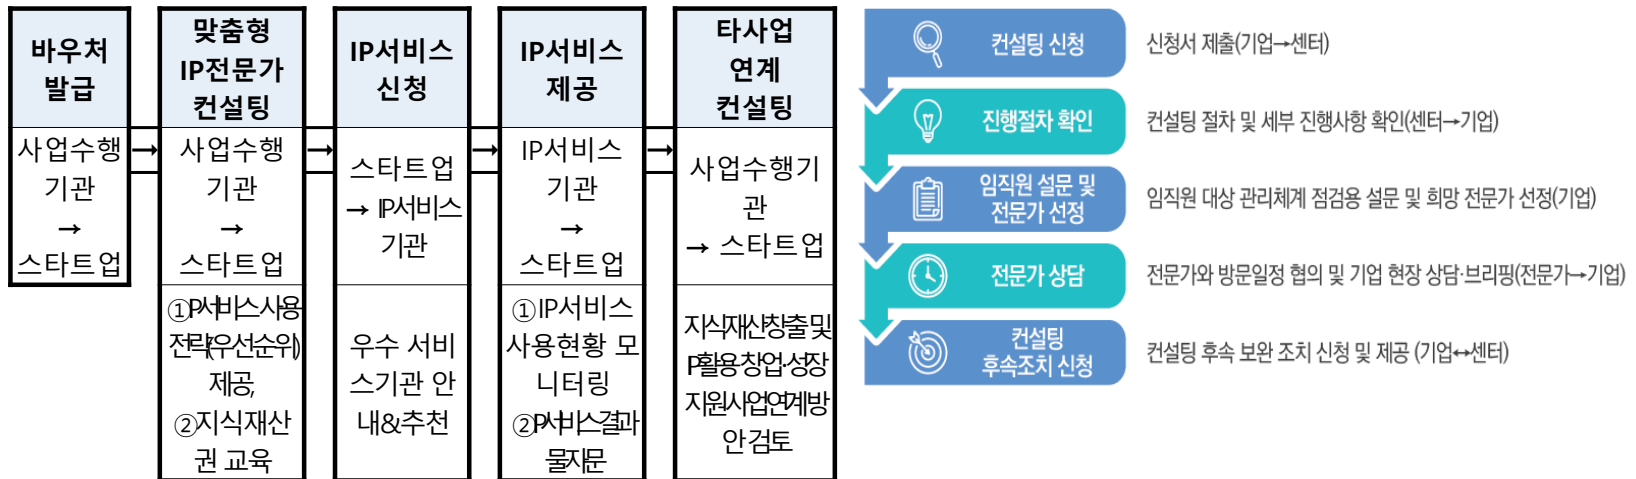 바우처
발급
사업수행
기관
→
스타트업
→
맞춤형
IP전문가
컨설팅
사업수행
기관
→
스타트업
①IP서비스 사용
전략(우선순위)
제공,
②지식재산
권 교육
→
IP서비스
신청
스타트업
→ IP서비스
기관
우수 서비
스기관 안
내&추천
→
IP서비스
제공
IP서비스
기관
→
스타트업
①IP서비스
사용현황 모
니터링
②IP서비스결과
물자문
→
타사업
연계
컨설팅
사업수행기
관
→ 스타트업
지식재산창출 및
IP활용·창업·성장
지원사업연계방
안 검토
컨설팅 신청
신청서 제출(기업→센터)
진행절차 확인
컨설팅 절차 및 세부 진행사항 확인(센터→기업)
임직원 설문 및
전문가 선정
임직원 대상 관리체계 점검용 설문 및 희망 전문가 선정(기업)
전문가 상담
전문가와 방문일정 협의 및 기업 현장 상담·브리핑(전문가→기업)
컨설팅
후속조치 신청
컨설팅 후속 보완 조치 신청 및 제공 (기업↔센터)